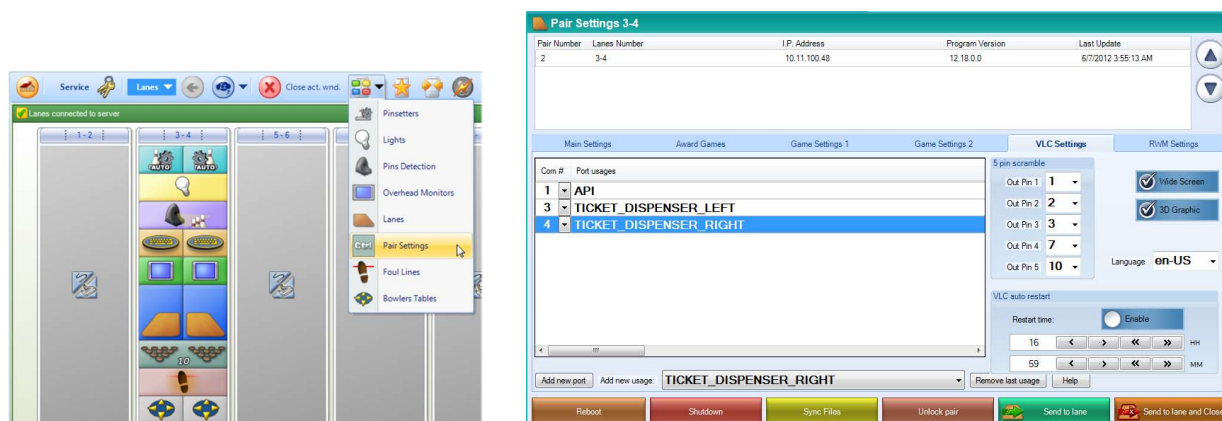 Service
Lanes
Close act. wnd.
Lanes connected to server
1-2
3-4
5-6
AUTO
AUTO
10
Pinsetters
Lights
Pins Detection
Overhead Monitors
Lanes
Ctrl
Pair Settings
Foul Lines
Bowlers Tables
Pair Settings 3-4
Pair Number Lanes Number I.P. Address Program Version Last Update
2 3-4 10.11.100.48 12.18.0.0 6/7/2012 3:55:13 AM
Main Settings Award Games Game Settings 1 Game Settings 2 VLC Settings RWM Settings
Com # Port usages
1 API
3 TICKET_DISPENSER_LEFT
4 TICKET_DISPENSER_RIGHT
5 pin scramble
Out Pin 1 1
Out Pin 2 2
Out Pin 3 3
Out Pin 4 7
Out Pin 5 10
Wide Screen
3D Graphic
Language en-US
VLC auto restart
Restart time: Enable
16 < > << >> HH
59 < > << >> MM
Add new port Add new usage: TICKET_DISPENSER_RIGHT Remove last usage Help
Reboot Shutdown Sync Files Unlock pair Send to lane Send to lane and Close